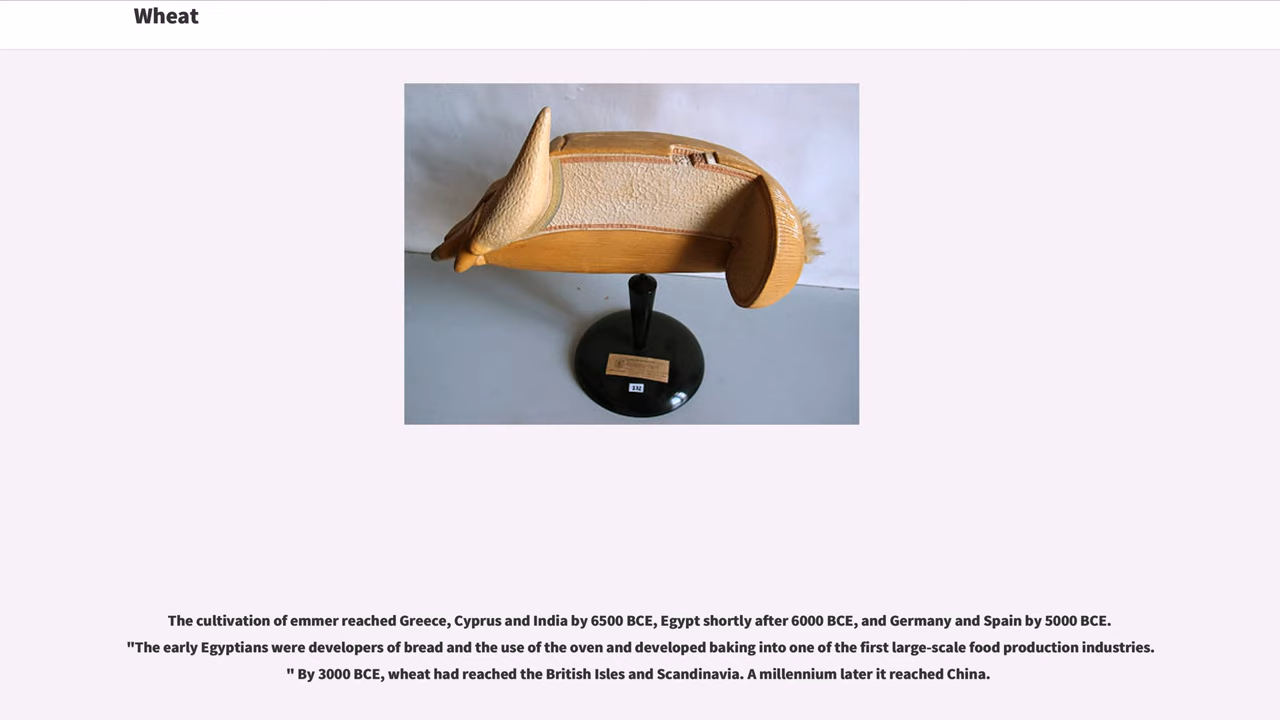 Wheat
The cultivation of emmer reached Greece, Cyprus and India by 6500 BCE, Egypt shortly after 6000 BCE, and Germany and Spain by 5000 BCE.
"The early Egyptians were developers of bread and the use of the oven and developed baking into one of the first large-scale food production industries.
" By 3000 BCE, wheat had reached the British Isles and Scandinavia. A millennium later it reached China.